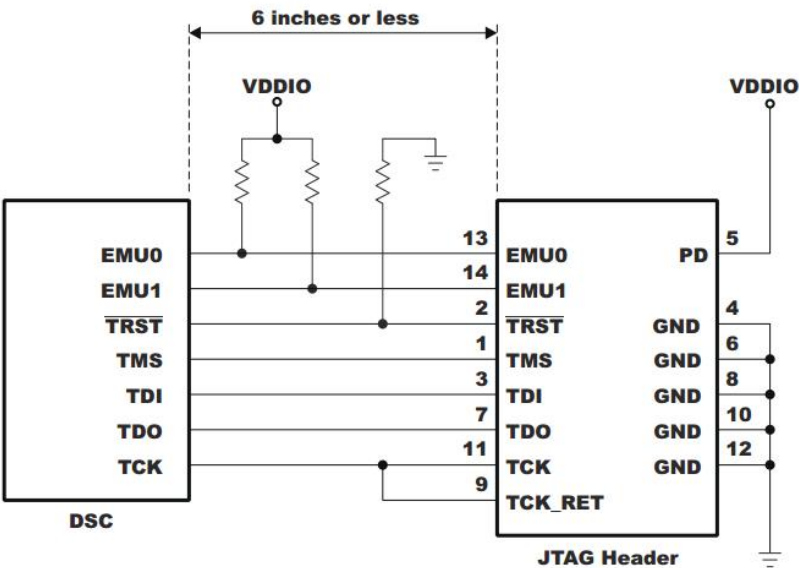 6 inches or less
VDDIO
VDDIO
EMU0
EMU1
TRST
TMS
TDI
TDO
TCK
DSC
13
14
2
1
3
7
11
9
EMU0
EMU1
TRST
TMS
TDI
TDO
TCK
TCK_RET
PD
GND
GND
GND
GND
GND
5
4
6
8
10
12
JTAG Header